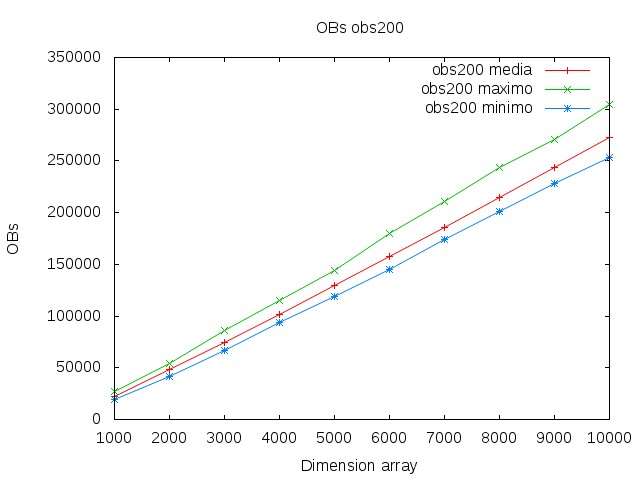 OBs obs200
350000
300000
250000
200000
150000
100000
50000
0
OBs
obs200 media
obs200 maximo
obs200 minimo
1000 2000 3000 4000 5000 6000 7000 8000 9000 10000
Dimension array